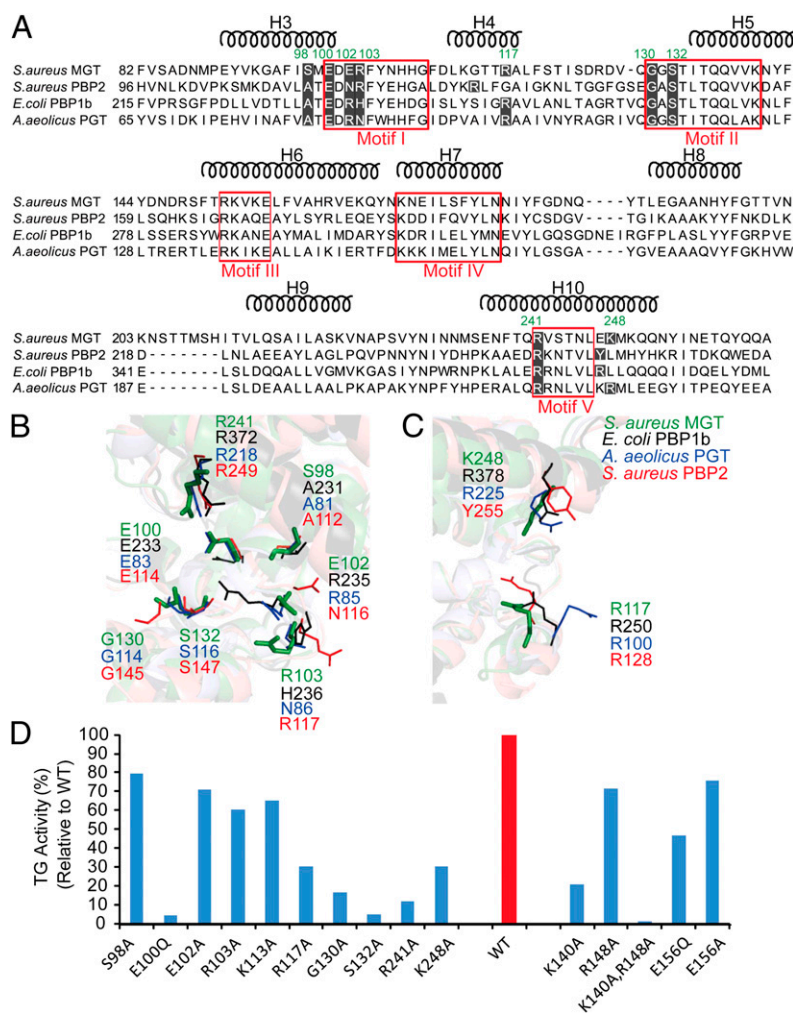 A
H3 H4 H5
98 100 102 103 117 130 132
S.aureus MGT 82 FVSADNMPEYVKGAFISMEDERFYNHHGFDLKGTTRALFSTISDRDV-QGGSTITQQVVKNYF
S.aureus PBP2 96 HVNLKDVPKSMKDAVLATEDNRFYEHGALDYKRLFGAIGKNLTGGFGSEGASTLTQQVVKDAF
E.coli PBP1b 215 FVPRSGFPDLLVDTLLATEDRHFYEHDGISLYSIGRAVLANLTAGRTVQGASTLTQQLVKNLF
A.aeolicus PGT 65 YVSIDKIPEHVINAFVATEDRNFWHHFGIDPVAIVRAAIVNYRAGRIVQGGSTITQQLAKNLF
Motif I Motif II
H6 H7 H8
S.aureus MGT 144 YDNDRSFTRKVKELFVAHRVEKQYNKNEILSFYLNNIYFGDNQ----YTLEGAANHYFGTTVN
S.aureus PBP2 159 LSQHKSIGRKAQEAYLSYRLEQEYSKDDIFQVYLNKIYCSDGV----TGIKAAAKYYFNKDLK
E.coli PBP1b 278 LSSERSYWRKANEAYMALIMDARYSKDRILELYMNEVYLGQSGDNEIRGFPLASLYYFGRPVE
A.aeolicus PGT 128 LTRERTLERKIKEALLAIKIERTFDKKKIMELYLNQIYLGSGA----YGVEAAAQVYFGKHVW
Motif III Motif IV
H9 H10
241 248
S.aureus MGT 203 KNSTTMSHITVLQSAILASKVNAPSVYNINNMSENFTQRVSTNLEKMKQQNYINETQYQQA
S.aureus PBP2 218 D-------LNLAEEAYLAGLPQVPNNYNIYDHPKAAEDRKNTVLYLMHYHKRITDKQWEDA
E.coli PBP1b 341 E-------LSLDQQALLVGMVKGASIYNPWRNPKLALERRNLVLRLLQQQQIIDQELYDML
A.aeolicus PGT 187 E-------LSLDEAALLAALPKAPAKYNPFYHPERALQRRNLVLKRMLEEGYITPEQYEEA
Motif V
B
R241
R372
R218
R249
S98
A231
A81
A112
E100
E233
E83
E114
E102
R235
R85
N116
G130
G114
G145
S132
S116
S147
R103
H236
N86
R117
C
S. aureus MGT
E. coli PBP1b
A. aeolicus PGT
S. aureus PBP2
K248
R378
R225
Y255
R117
R250
R100
R128
D
TG Activity (%)
(Relative to WT)
100
90
80
70
60
50
40
30
20
10
0
S98A E100Q E102A R103A K113A R117A G130A S132A R241A K248A WT K140A R148A K140A,R148A E156Q E156A